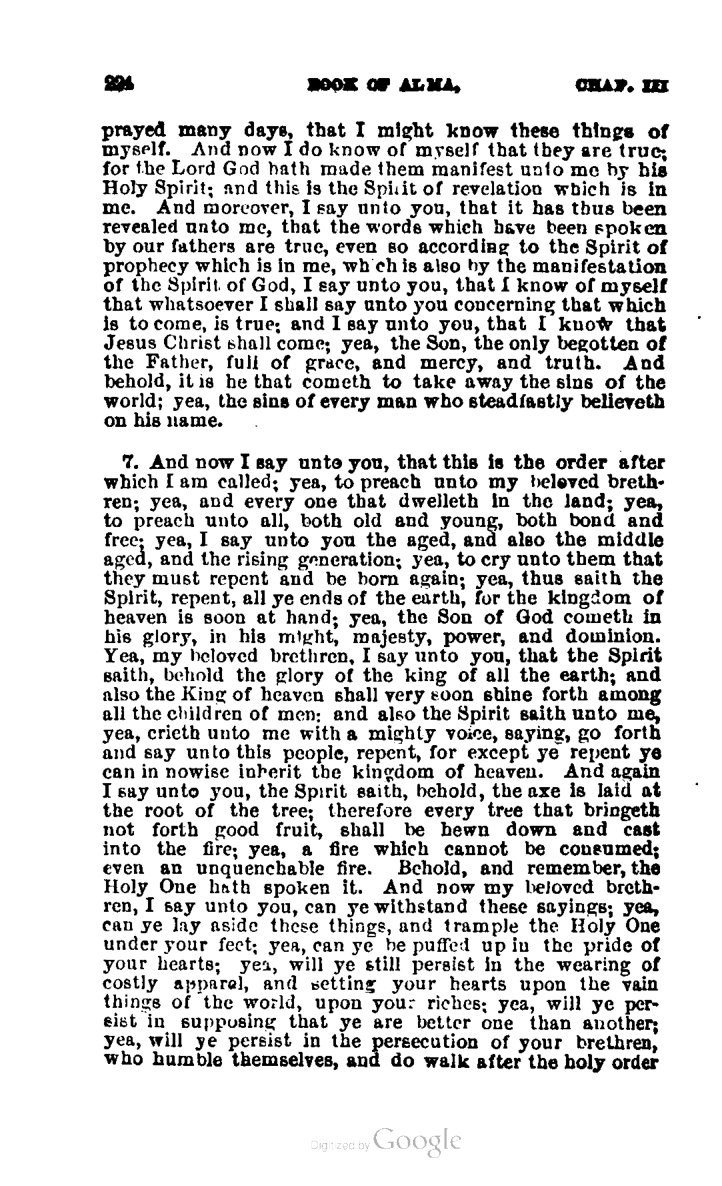 224 BOOK OF ALMA. CHAP. III
prayed many days, that I might know these things of
myself. And now I do know of myself that they are true;
for the Lord God hath made them manifest unto me by his
Holy Spirit; and this is the Spirit of revelation which is in
me. And moreover, I say unto you, that it has thus been
revealed unto me, that the words which have been spoken
by our fathers are true, even so according to the Spirit of
prophecy which is in me, which is also by the manifestation
of the Spirit of God, I say unto you, that I know of myself
that whatsoever I shall say unto you concerning that which
is to come, is true; and I say unto you, that I know that
Jesus Christ shall come; yea, the Son, the only begotten of
the Father, full of grace, and mercy, and truth. And
behold, it is he that cometh to take away the sins of the
world; yea, the sins of every man who steadfastly believeth
on his name.
7. And now I say unto you, that this is the order after
which I am called; yea, to preach unto my beloved breth-
ren; yea, and every one that dwelleth in the land; yea,
to preach unto all, both old and young, both bond and
free; yea, I say unto you the aged, and also the middle
aged, and the rising generation; yea, to cry unto them that
they must repent and be born again; yea, thus saith the
Spirit, repent, all ye ends of the earth, for the kingdom of
heaven is soon at hand; yea, the Son of God cometh in
his glory, in his might, majesty, power, and dominion.
Yea, my beloved brethren, I say unto you, that the Spirit
saith, behold the glory of the king of all the earth; and
also the King of heaven shall very soon shine forth among
all the children of men: and also the Spirit saith unto me,
yea, crieth unto me with a mighty voice, saying, go forth
and say unto this people, repent, for except ye repent ye
can in nowise inherit the kingdom of heaven. And again
I say unto you, the Spirit saith, behold, the axe is laid at
the root of the tree; therefore every tree that bringeth
not forth good fruit, shall be hewn down and cast
into the fire; yea, a fire which cannot be consumed;
even an unquenchable fire. Behold, and remember, the
Holy One hath spoken it. And now my beloved breth-
ren, I say unto you, can ye withstand these sayings; yea,
can ye lay aside these things, and trample the Holy One
under your feet; yea, can ye be puffed up in the pride of
your hearts; yea, will ye still persist in the wearing of
costly apparel, and setting your hearts upon the vain
things of the world, upon your riches; yea, will ye per-
sist in supposing that ye are better one than another;
yea, will ye persist in the persecution of your brethren,
who humble themselves, and do walk after the holy order
Digitized by Google